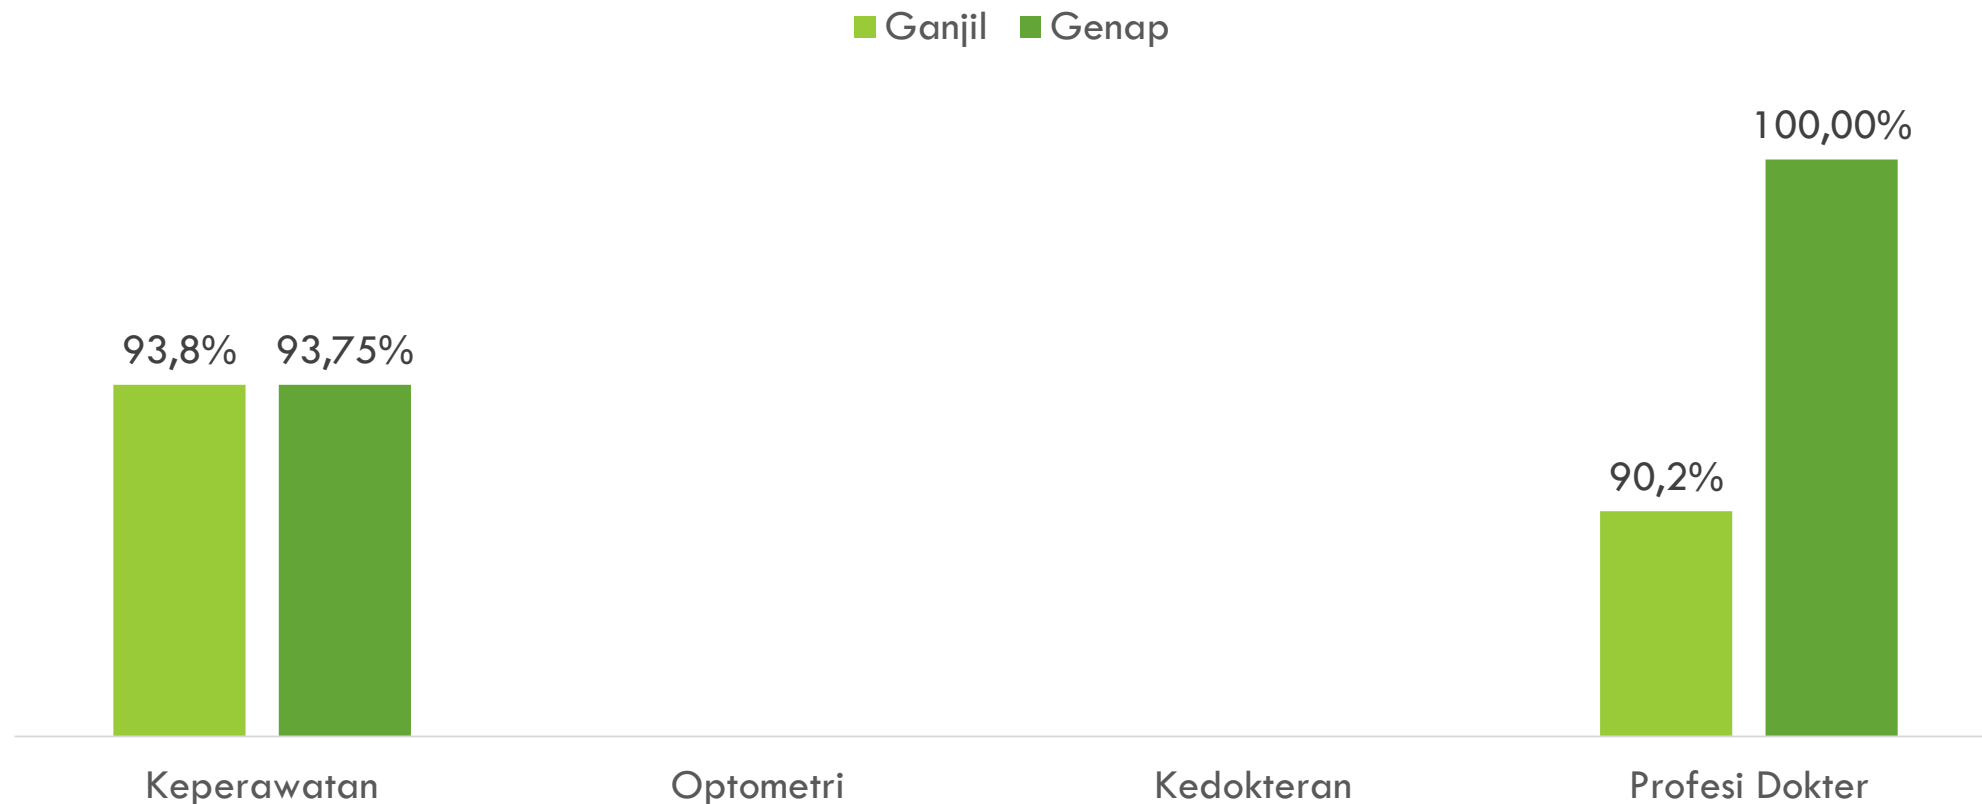 Ganjil Genap
100,00%
93,8% 93,75%
90,2%
Keperawatan Optometri Kedokteran Profesi Dokter